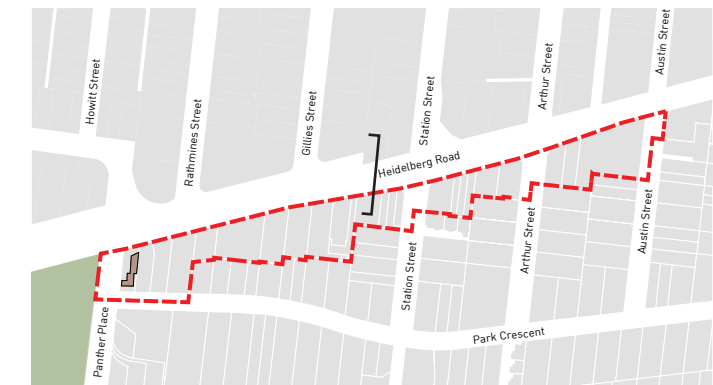 Howitt Street
Rathmines Street
Gillies Street
Station Street
Arthur Street
Austin Street
Heidelberg Road
Station Street
Arthur Street
Austin Street
Panther Place
Park Crescent